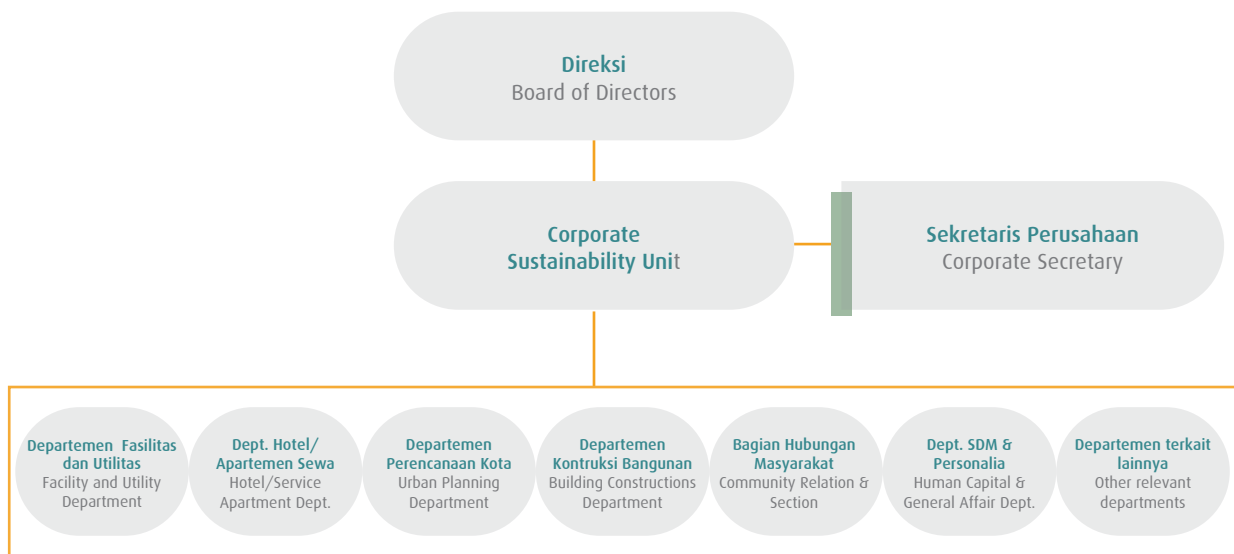 Direksi
Board of Directors
Corporate
Sustainability Unit
Sekretaris Perusahaan
Corporate Secretary
Departemen Fasilitas
dan Utilitas
Facility and Utility
Department
Dept. Hotel/
Apartemen Sewa
Hotel/Service
Apartment Dept.
Departemen
Perencanaan Kota
Urban Planning
Department
Departemen
Kontruksi Bangunan
Building Constructions
Department
Bagian Hubungan
Masyarakat
Community Relation &
Section
Dept. SDM &
Personalia
Human Capital &
General Affair Dept.
Departemen terkait
lainnya
Other relevant
departments